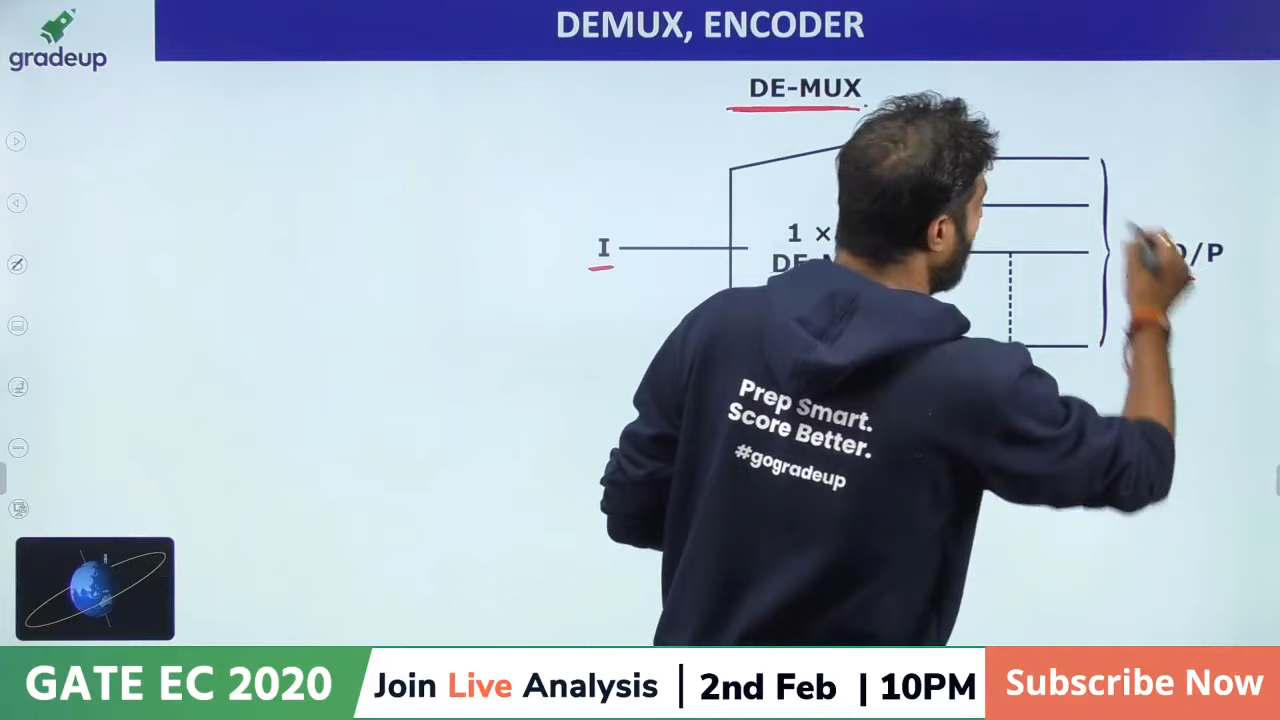 DEMUX, ENCODER
gradeup
DE-MUX
1 ×
I
/P
Prep Smart.
Score Better.
#gogradeup
GATE EC 2020
Join Live Analysis | 2nd Feb | 10PM
Subscribe Now